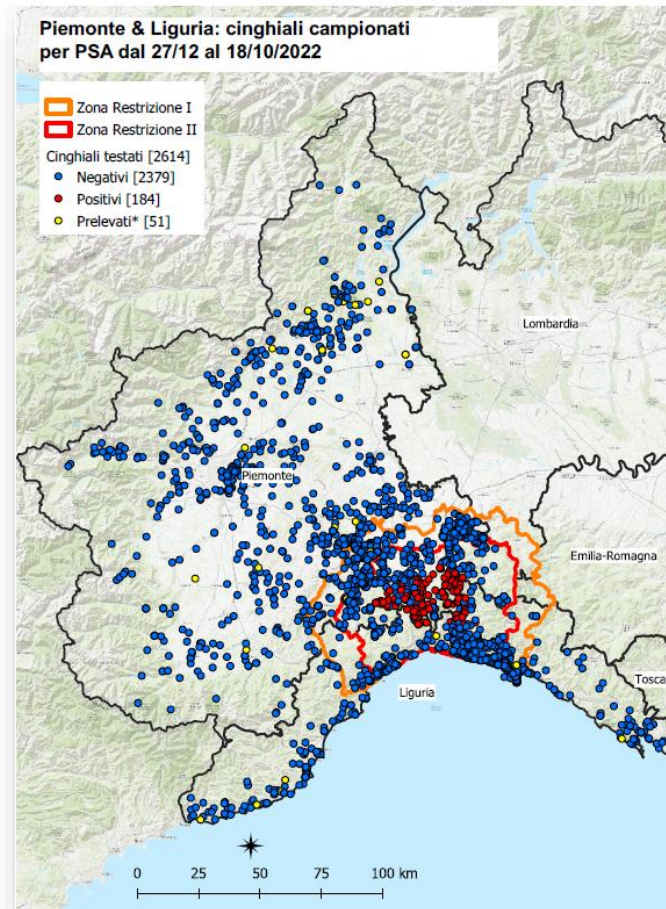 Piemonte & Liguria: cinghiali campionati
per PSA dal 27/12 al 18/10/2022
Zona Restrizione I
Zona Restrizione II
Cinghiali testati [2614]
Negativi [2379]
Positivi [184]
Prelevati* [51]
Lombardia
Piemonte
Emilia-Romagna
Tosca
Liguria
0 25 50 75 100 km